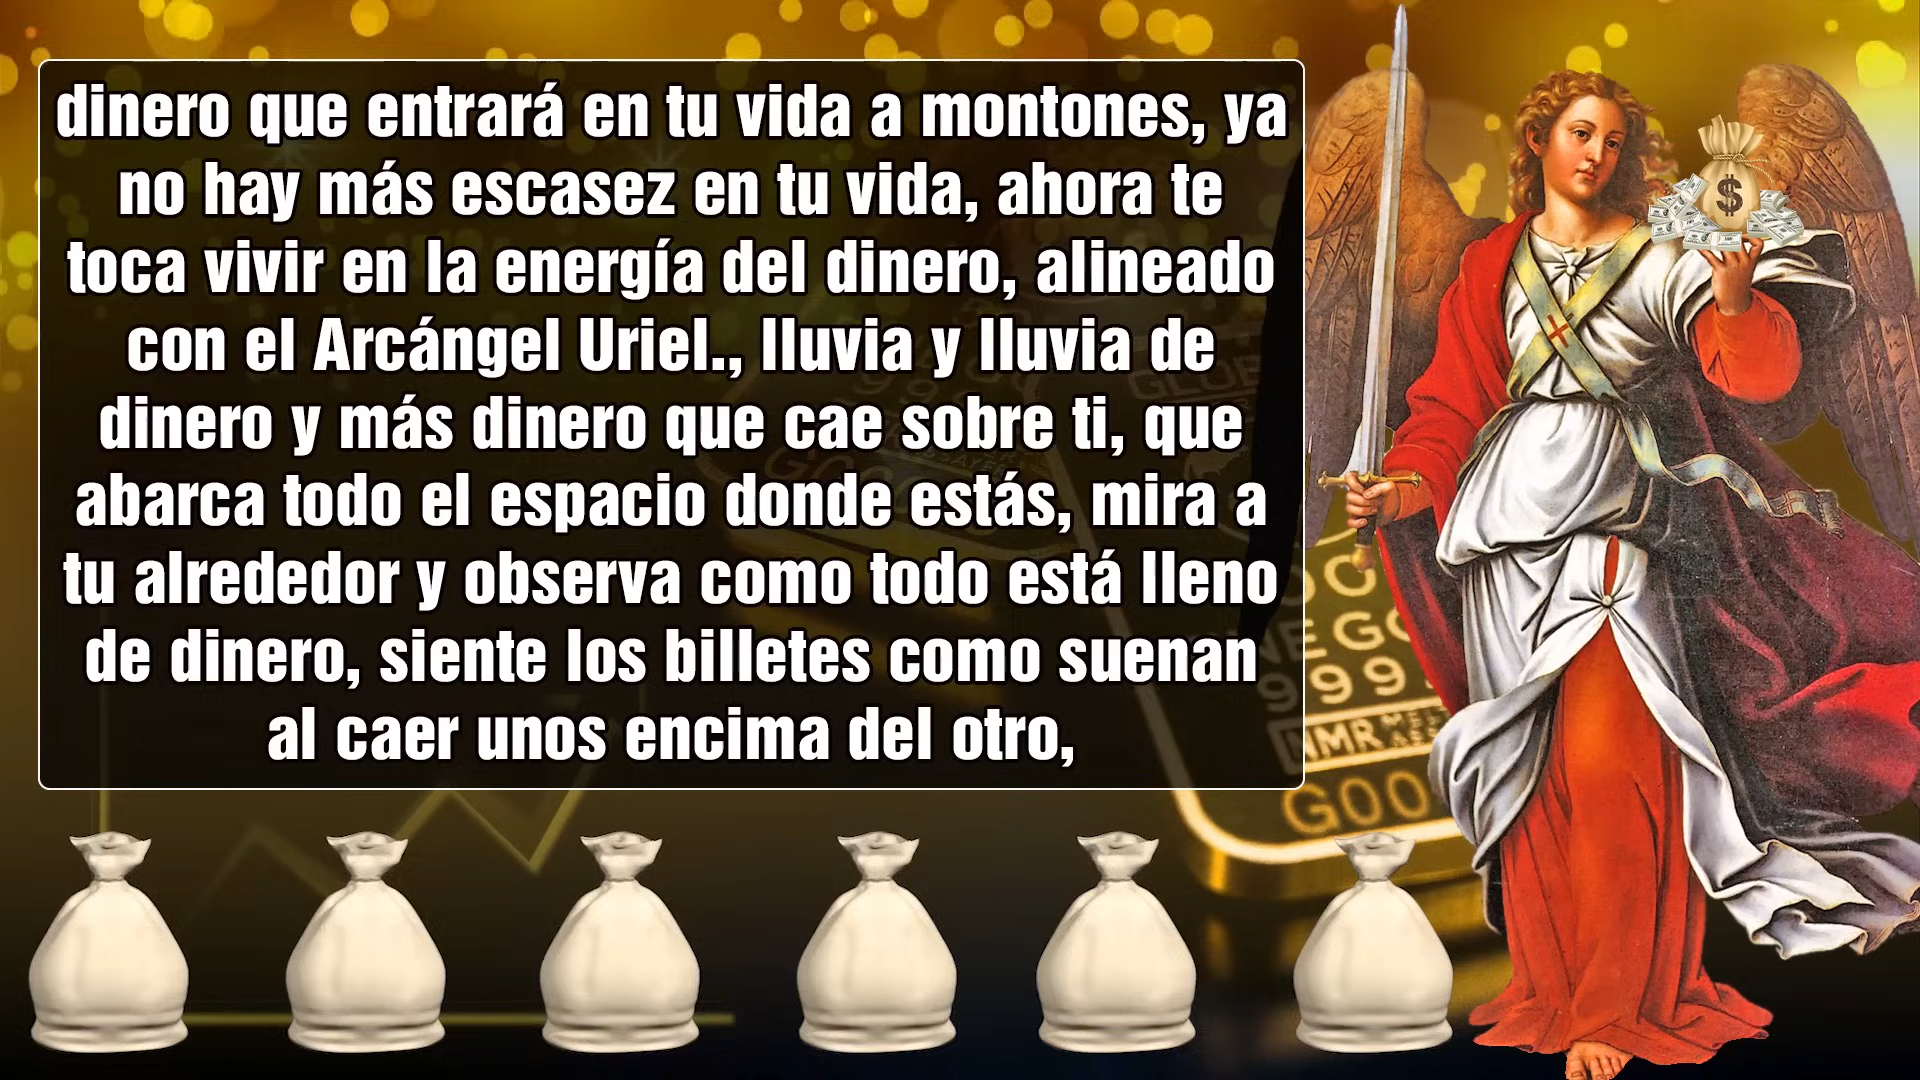 dinero que entrará en tu vida a montones, ya
no hay más escasez en tu vida, ahora te
toca vivir en la energía del dinero, alineado
con el Arcángel Uriel., lluvia y lluvia de
dinero y más dinero que cae sobre ti, que
abarca todo el espacio donde estás, mira a
tu alrededor y observa como todo está lleno
de dinero, siente los billetes como suenan
al caer unos encima del otro,
$
999
NMR